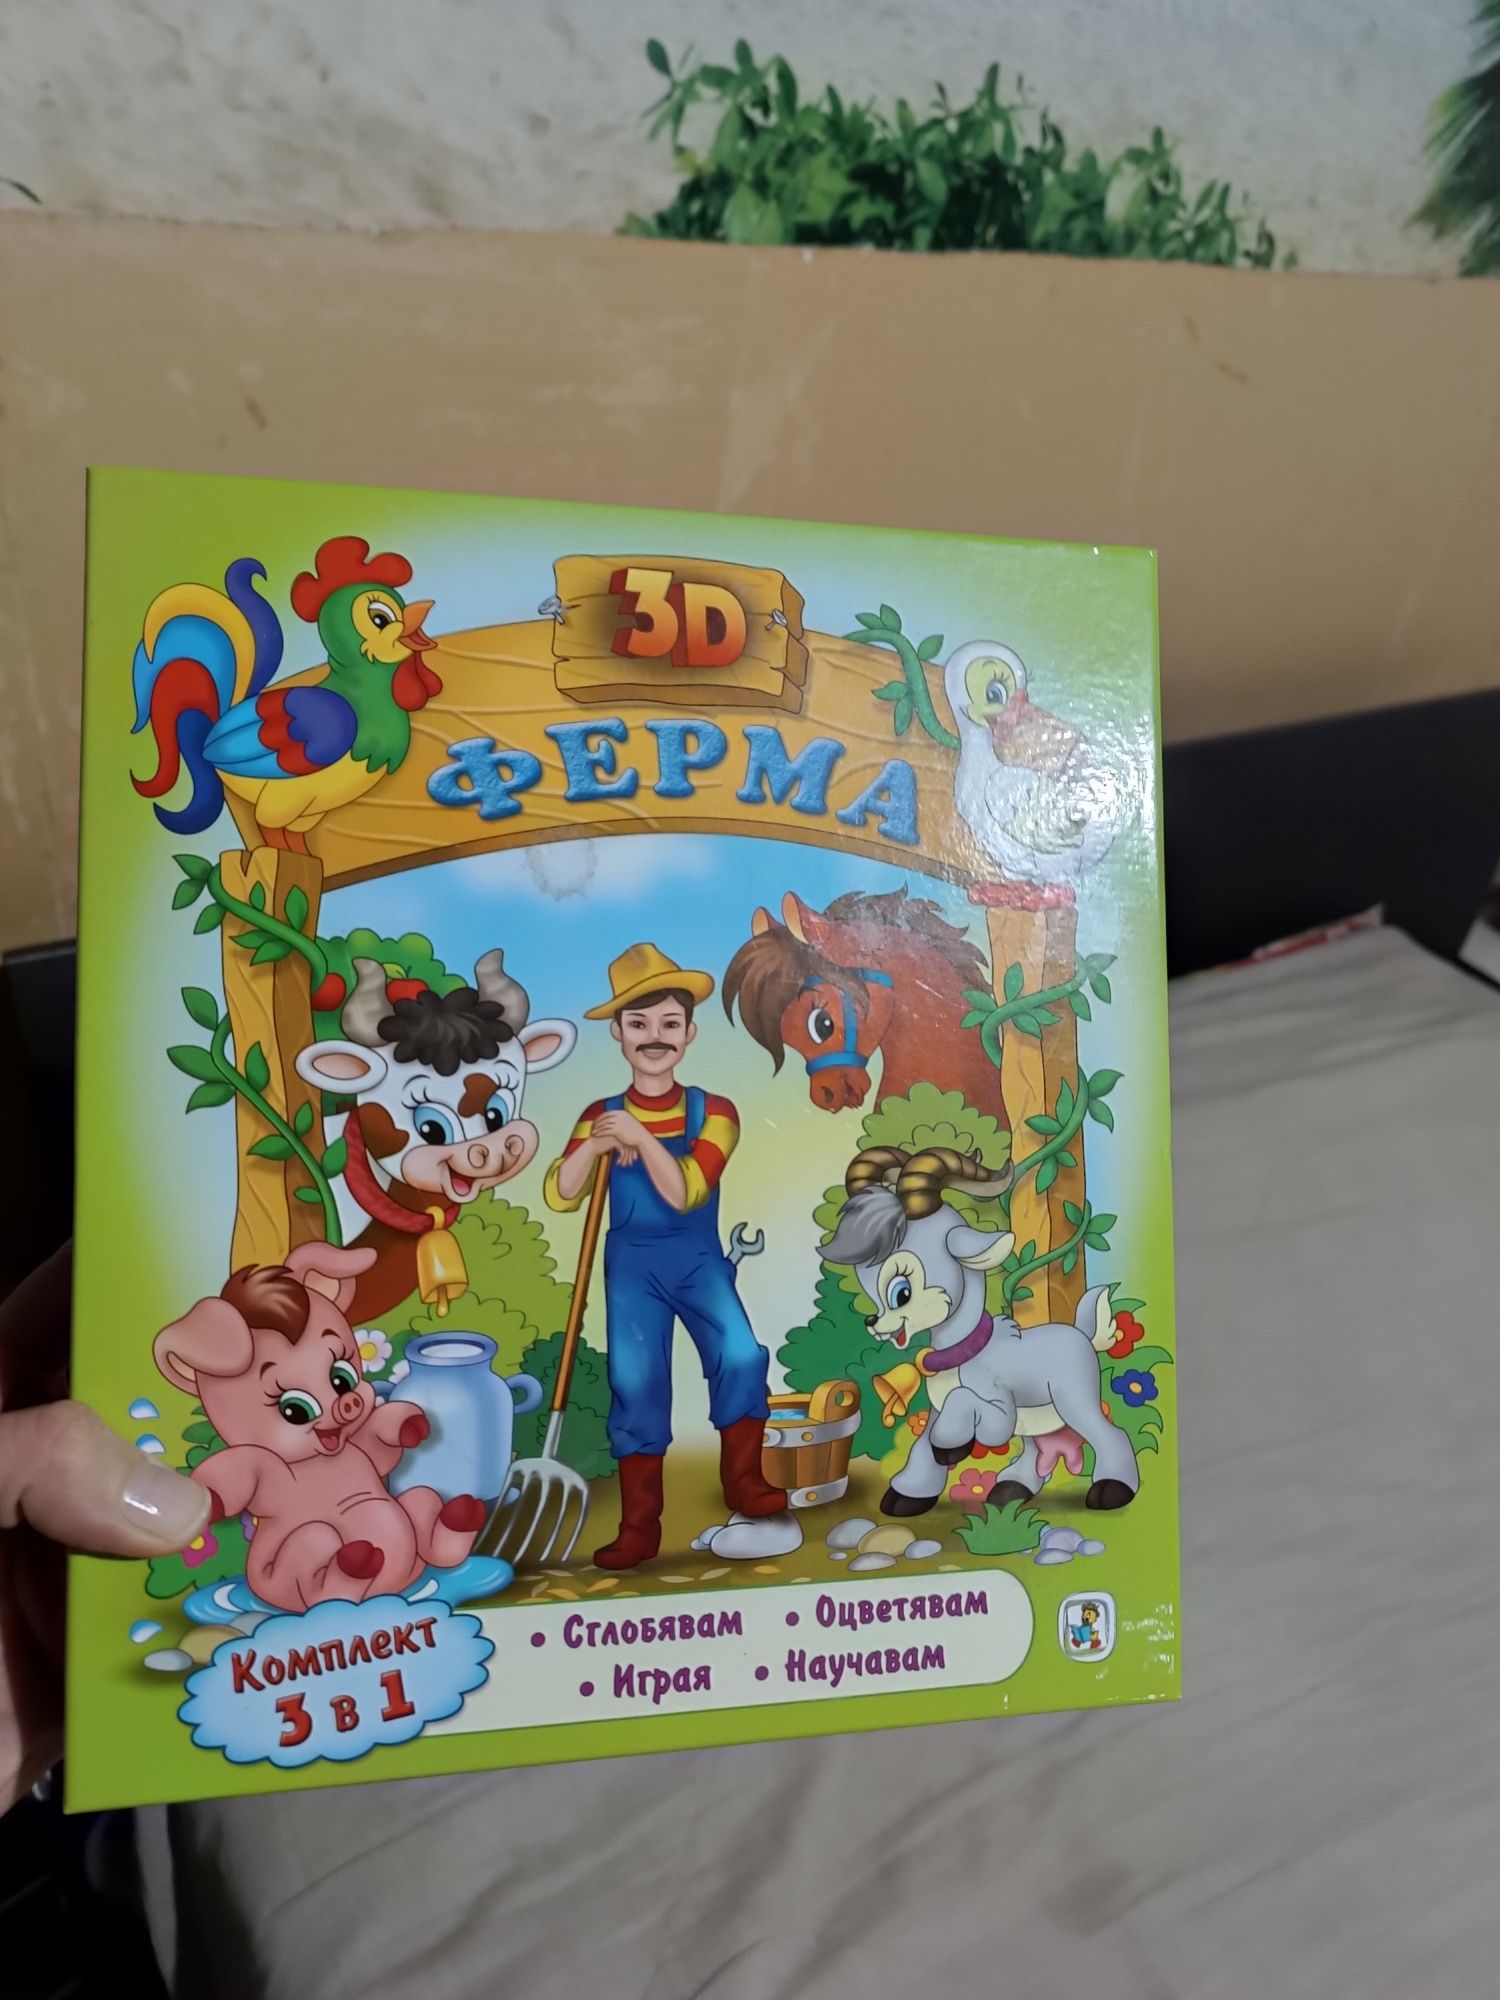 3D
ФЕРМА
Комплект
3 в 1
• Сглобявам • Оцветявам
• Играя • Научавам